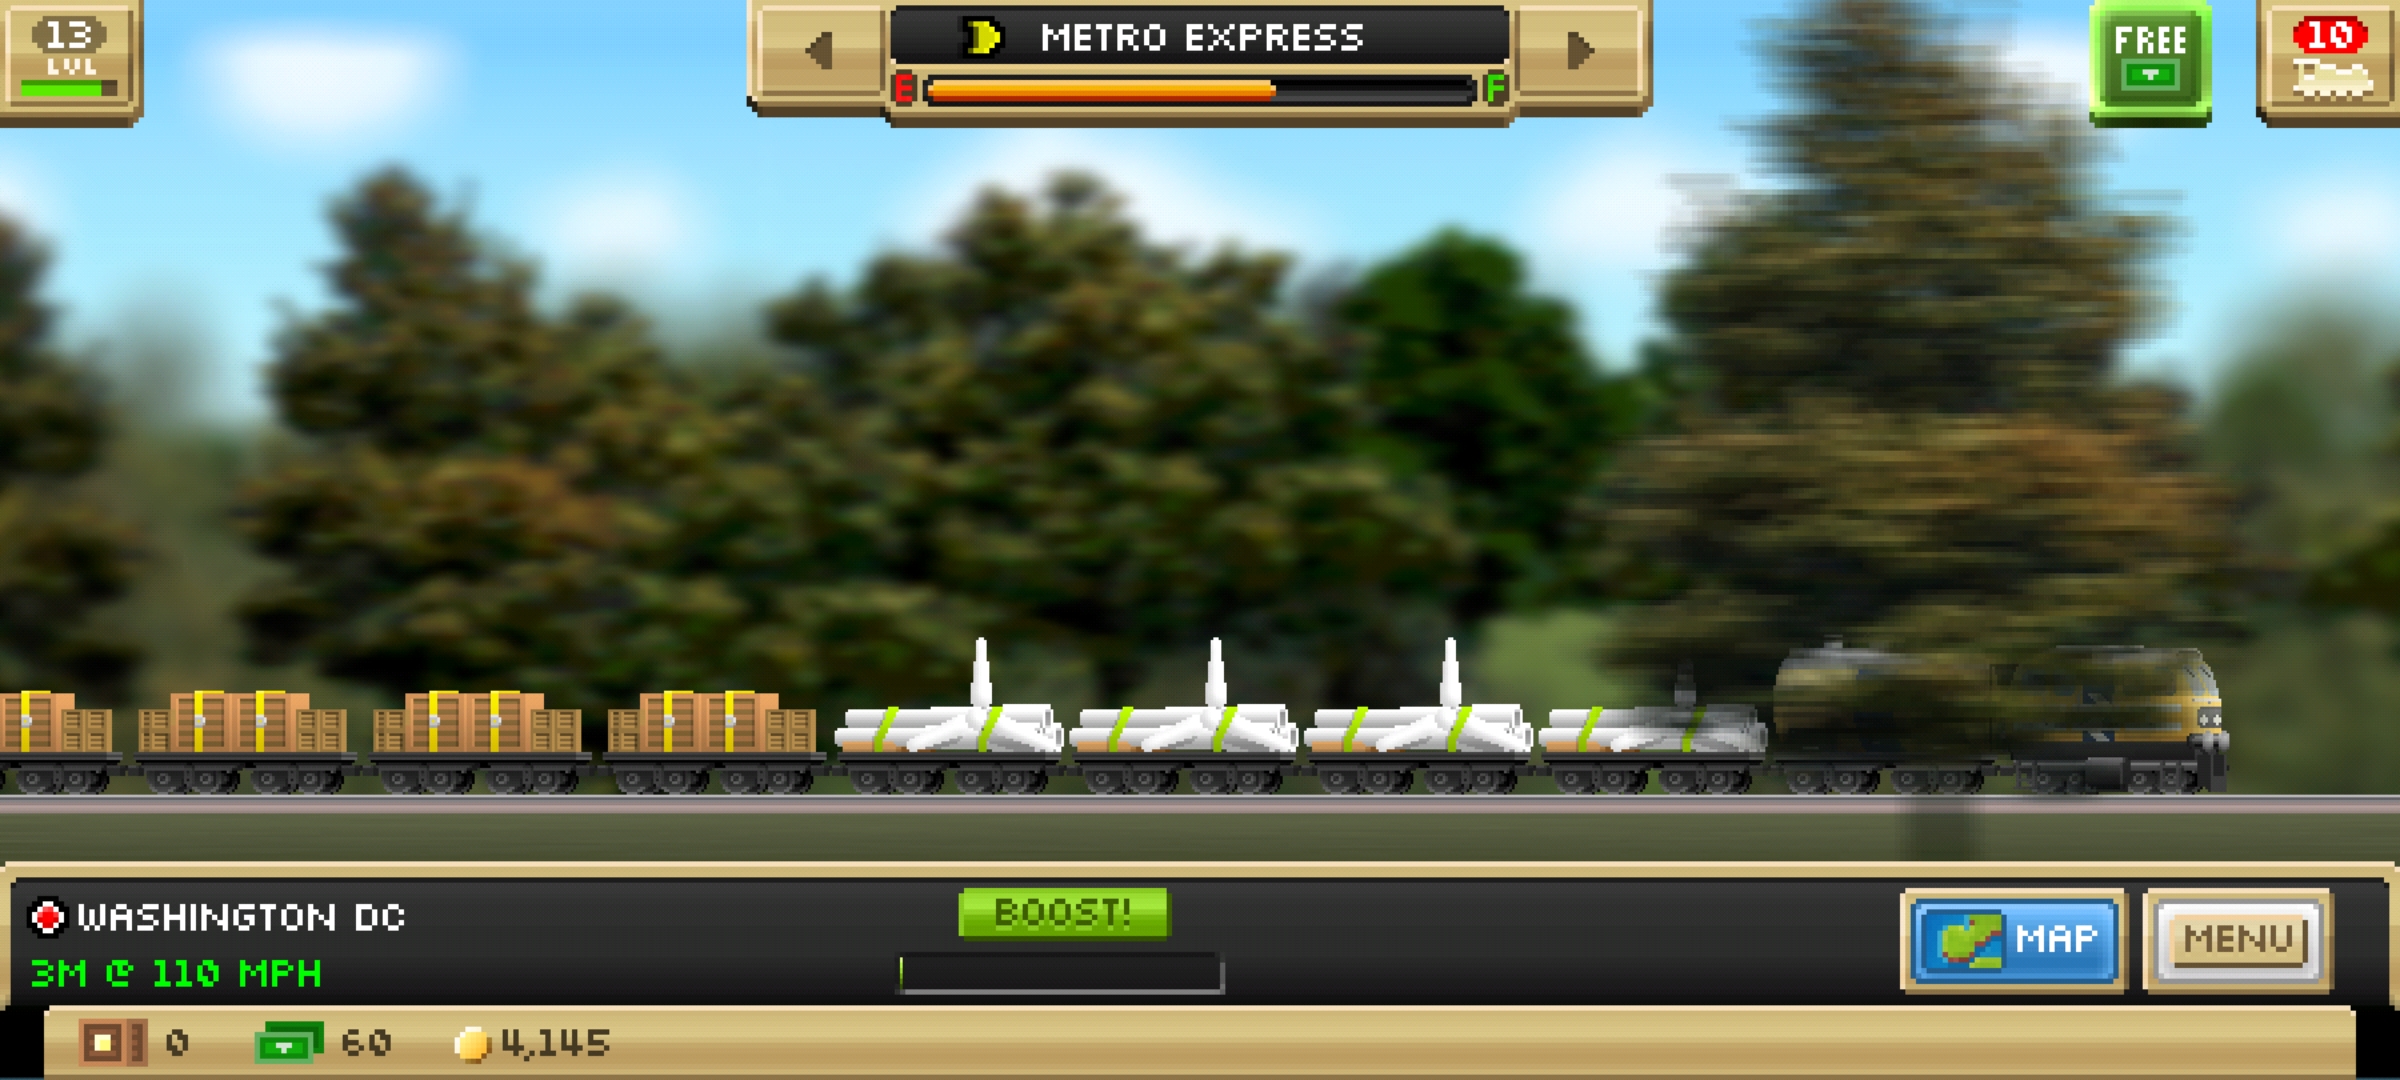 13
LVL
METRO EXPRESS
E F
FREE
10
WASHINGTON DC
3M @ 110 MPH
BOOST!
MAP
MENU
0 60 4,145